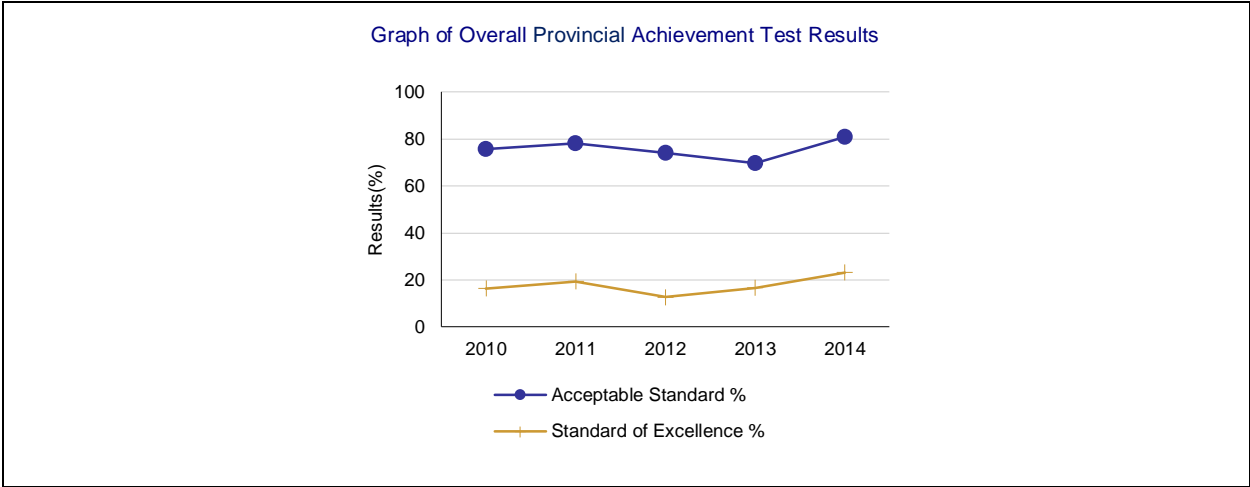 Graph of Overall Provincial Achievement Test Results
100
80
60
40
20
0
Results(%)
2010 2011 2012 2013 2014
Acceptable Standard %
Standard of Excellence %